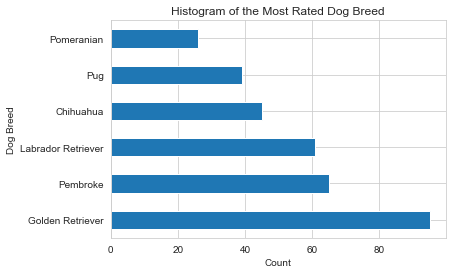 Histogram of the Most Rated Dog Breed
Pomeranian
Pug
Chihuahua
Labrador Retriever
Pembroke
Golden Retriever
Dog Breed
0 20 40 60 80
Count